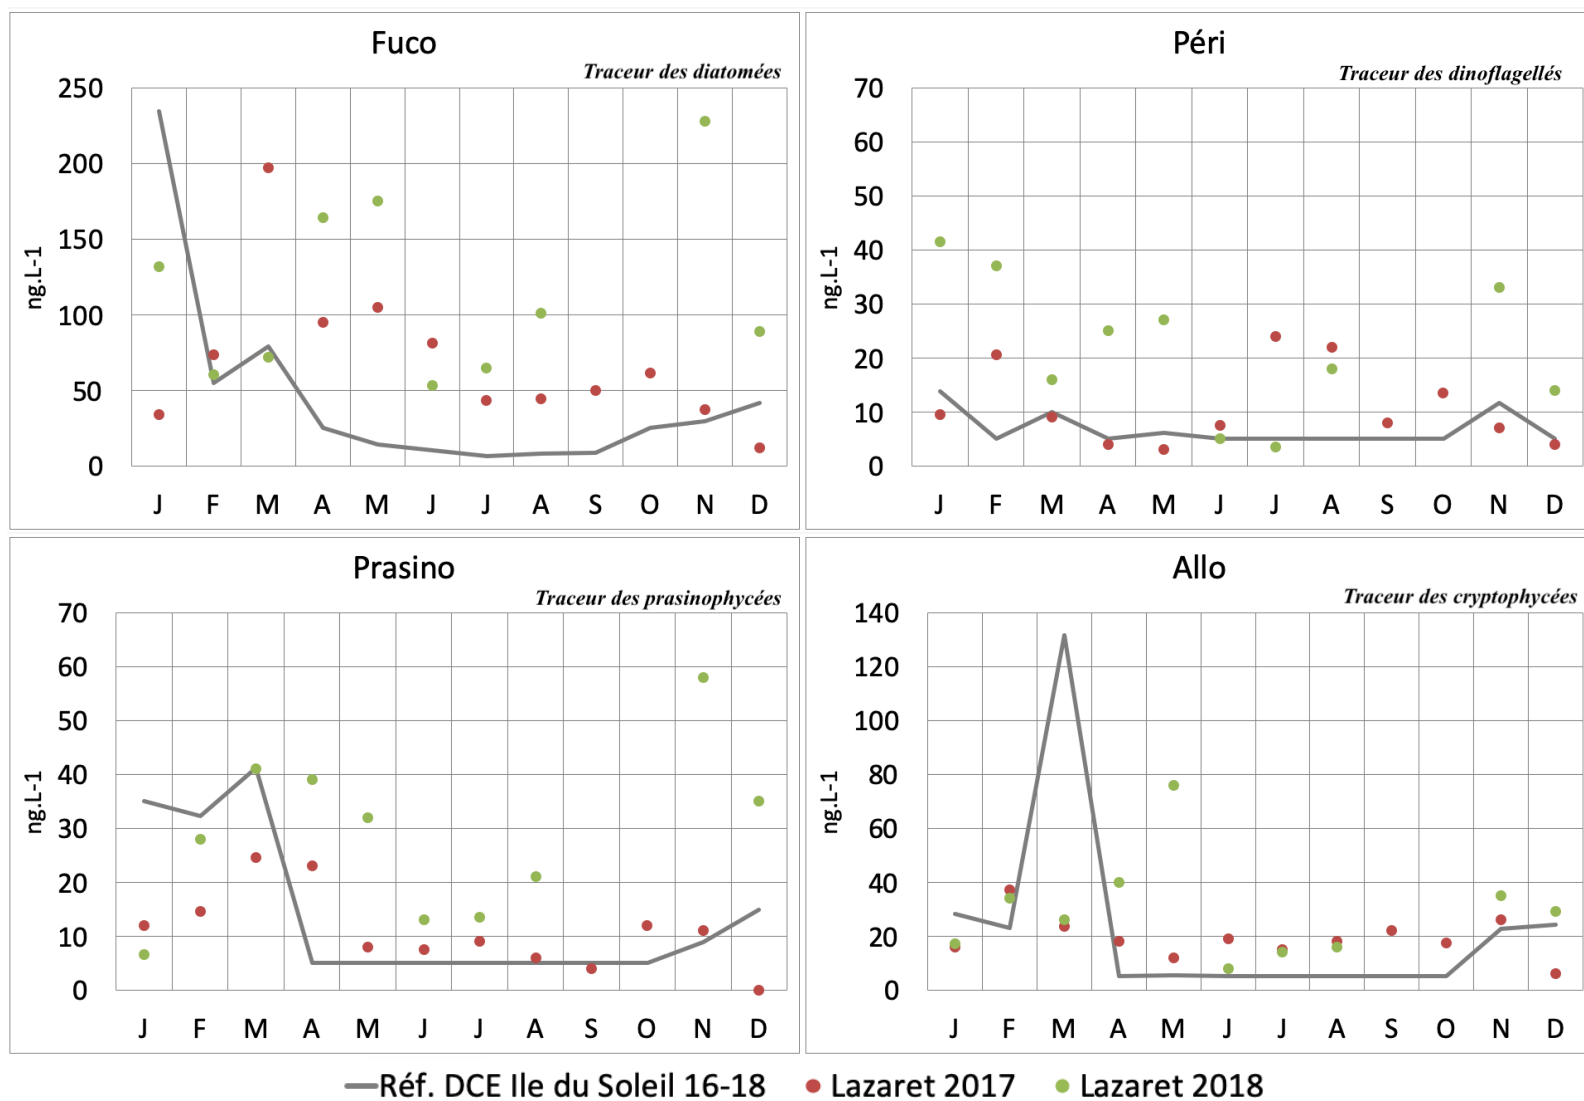 Fuco
Traceur des diatomées
250
200
150
100
50
0
ng.L-1
J F M A M J J A S O N D
Péri
Traceur des dinoflagellés
70
60
50
40
30
20
10
0
ng.L-1
J F M A M J J A S O N D
Prasino
Traceur des prasinophycées
70
60
50
40
30
20
10
0
ng.L-1
J F M A M J J A S O N D
Allo
Traceur des cryptophycées
140
120
100
80
60
40
20
0
ng.L-1
J F M A M J J A S O N D
Réf. DCE Ile du Soleil 16-18 Lazaret 2017 Lazaret 2018